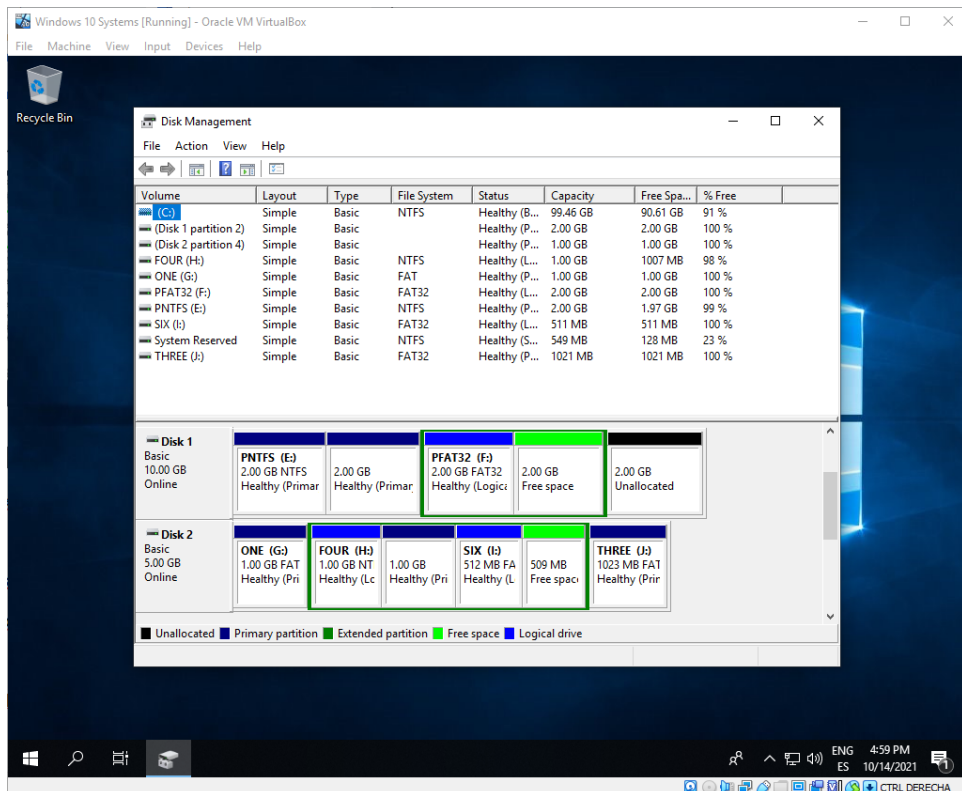 Windows 10 Systems [Running] - Oracle VM VirtualBox
File Machine View Input Devices Help
Recycle Bin
Disk Management
File Action View Help
Volume Layout Type File System Status Capacity Free Spa... % Free
(C:) Simple Basic NTFS Healthy (B... 99.46 GB 90.61 GB 91 %
(Disk 1 partition 2) Simple Basic Healthy (P... 2.00 GB 2.00 GB 100 %
(Disk 2 partition 4) Simple Basic Healthy (P... 1.00 GB 1.00 GB 100 %
FOUR (H:) Simple Basic NTFS Healthy (L... 1.00 GB 1007 MB 98 %
ONE (G:) Simple Basic FAT Healthy (P... 1.00 GB 1.00 GB 100 %
PFAT32 (F:) Simple Basic FAT32 Healthy (L... 2.00 GB 2.00 GB 100 %
PNTFS (E:) Simple Basic NTFS Healthy (P... 2.00 GB 1.97 GB 99 %
SIX (I:) Simple Basic FAT32 Healthy (L... 511 MB 511 MB 100 %
System Reserved Simple Basic NTFS Healthy (S... 549 MB 128 MB 23 %
THREE (J:) Simple Basic FAT32 Healthy (P... 1021 MB 1021 MB 100 %
Disk 1
Basic
10.00 GB
Online
PNTFS (E:)
2.00 GB NTFS
Healthy (Primar
2.00 GB
Healthy (Primar
PFAT32 (F:)
2.00 GB FAT32
Healthy (Logica
2.00 GB
Free space
2.00 GB
Unallocated
Disk 2
Basic
5.00 GB
Online
ONE (G:)
1.00 GB FAT
Healthy (Pri
FOUR (H:)
1.00 GB NT
Healthy (Lc
1.00 GB
Healthy (Pri
SIX (I:)
512 MB FA
Healthy (L
509 MB
Free space
THREE (J:)
1023 MB FAT
Healthy (Prir
Unallocated Primary partition Extended partition Free space Logical drive
ENG 4:59 PM
ES 10/14/2021
1
CTRL DERECHA